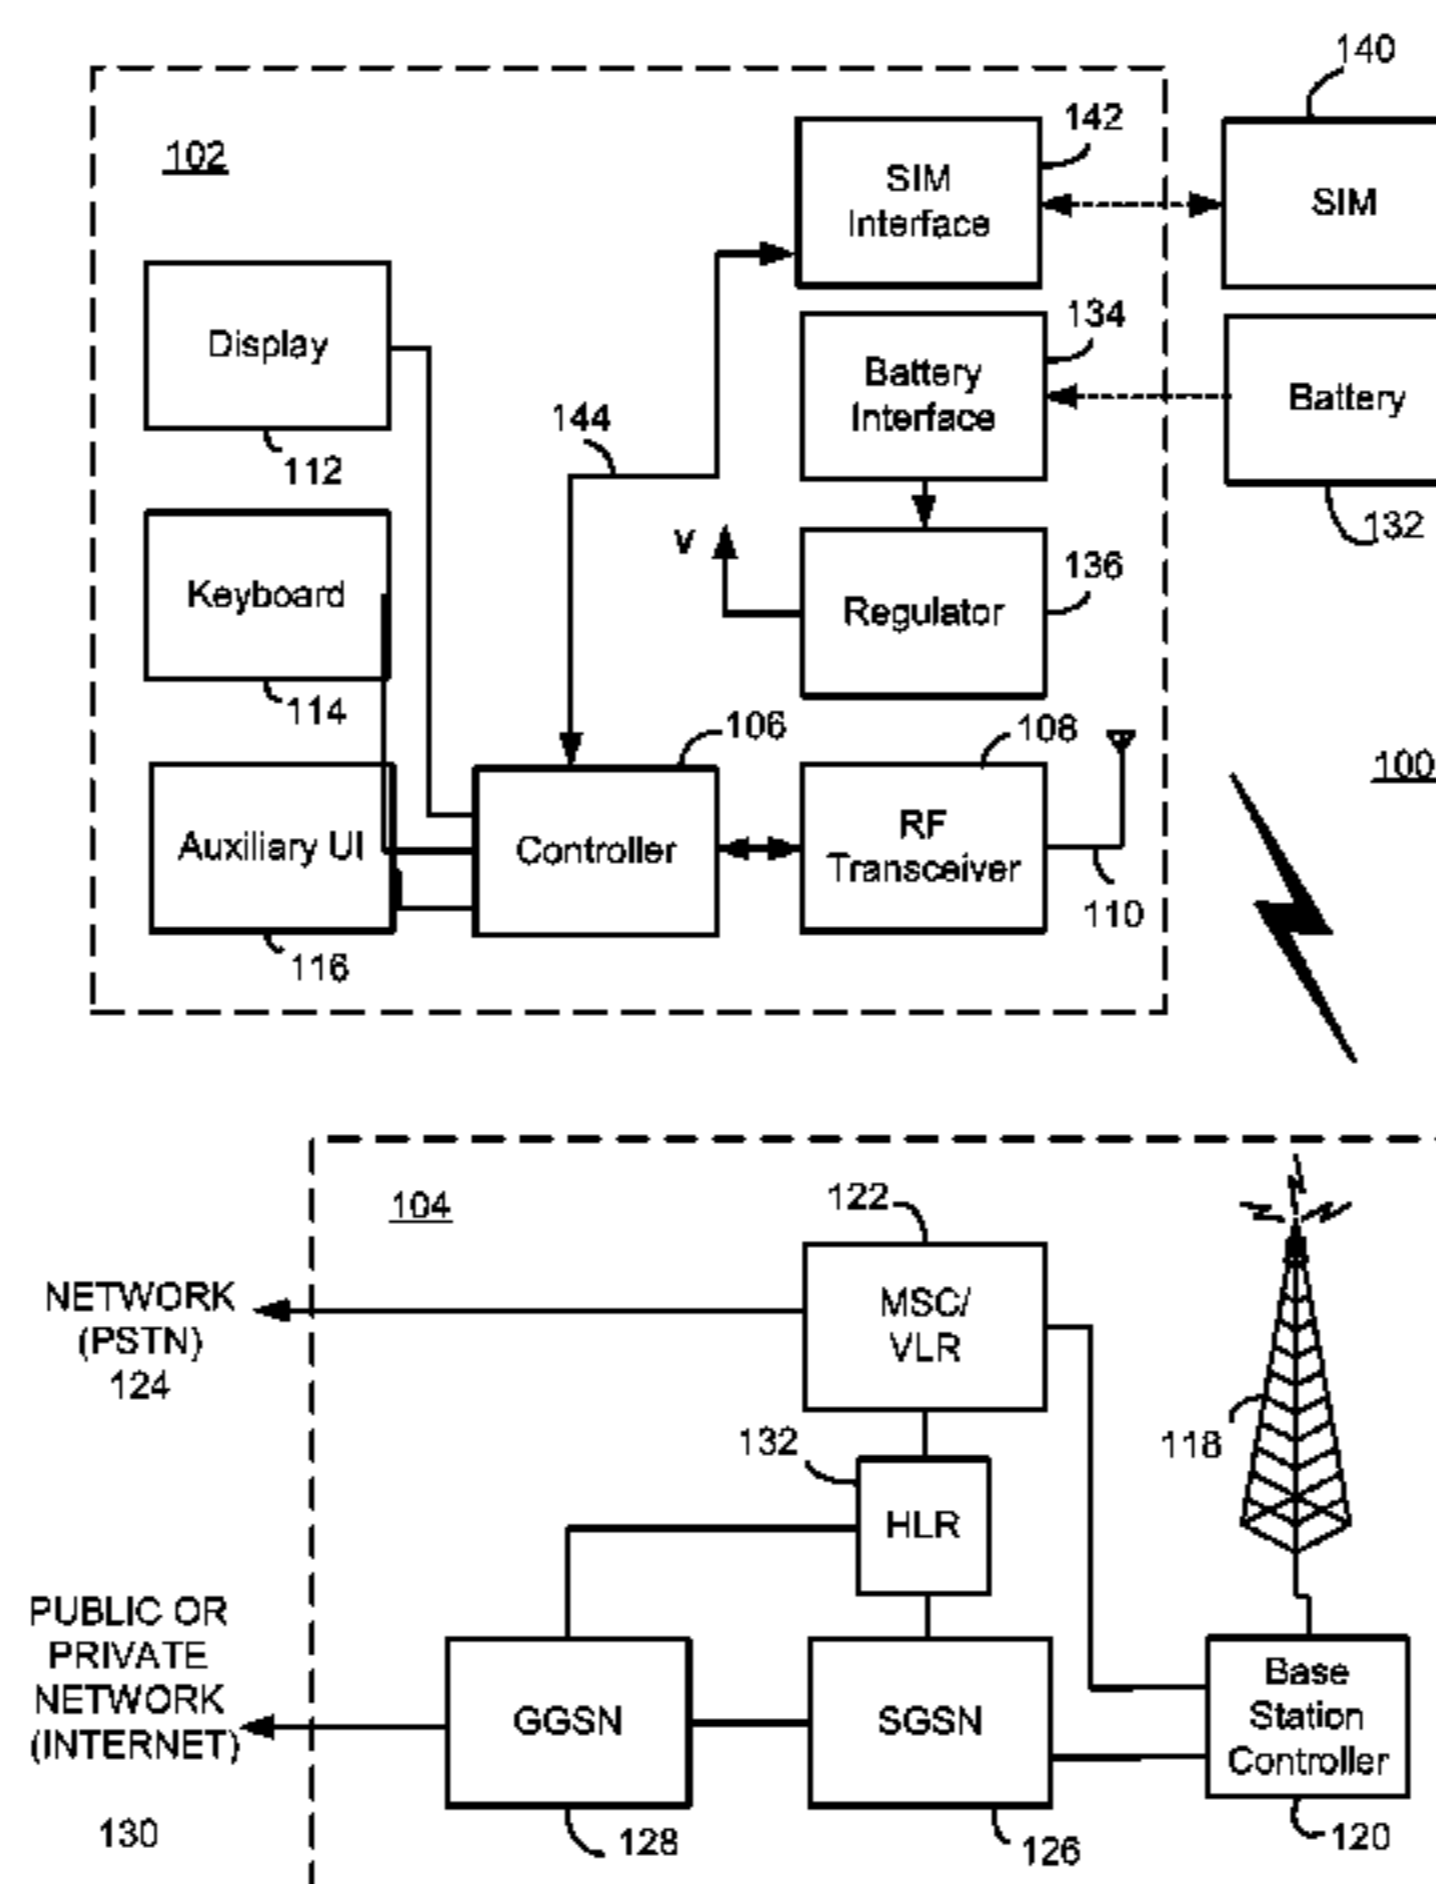 140
142
102
SIM
Interface
SIM
134
Display
Battery
Interface
Battery
144
112
132
V
136
Keyboard
Regulator
114
106
108
100
RF
Transceiver
Auxiliary UI
Controller
110
116
122
104
NETWORK
(PSTN)
124
MSC/
VLR
132
118
HLR
PUBLIC OR
PRIVATE
NETWORK
(INTERNET)
130
GGSN
SGSN
Base
Station
Controller
128
126
120